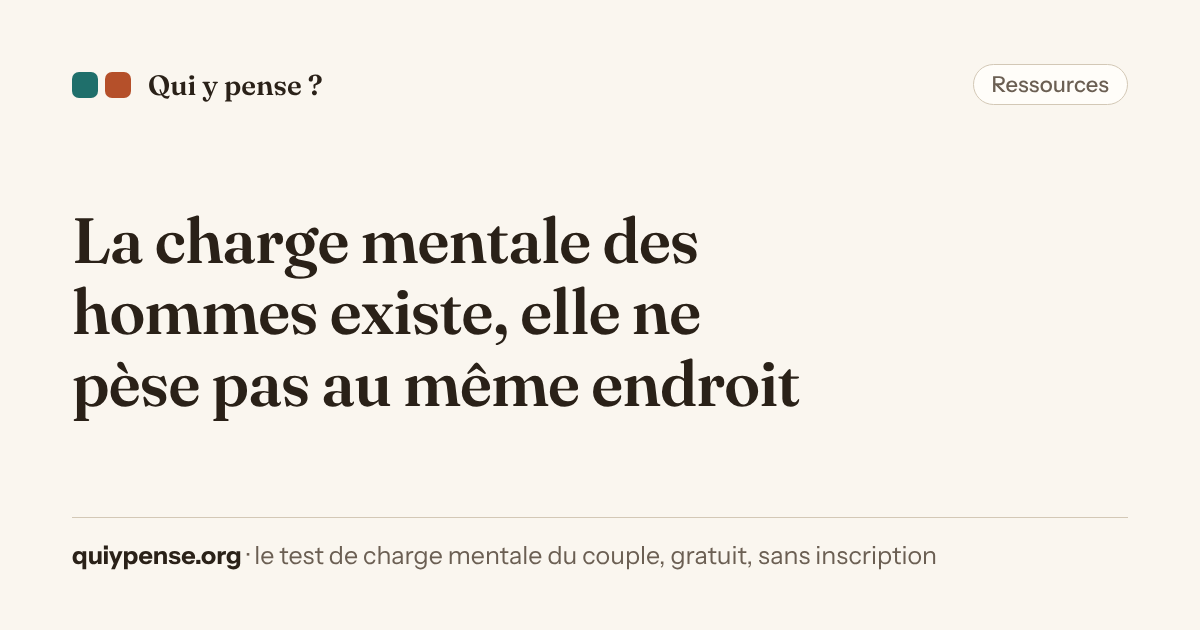 Qui y pense ?
Ressources
La charge mentale des
hommes existe, elle ne
pèse pas au même endroit
quiypense.org · le test de charge mentale du couple, gratuit, sans inscription